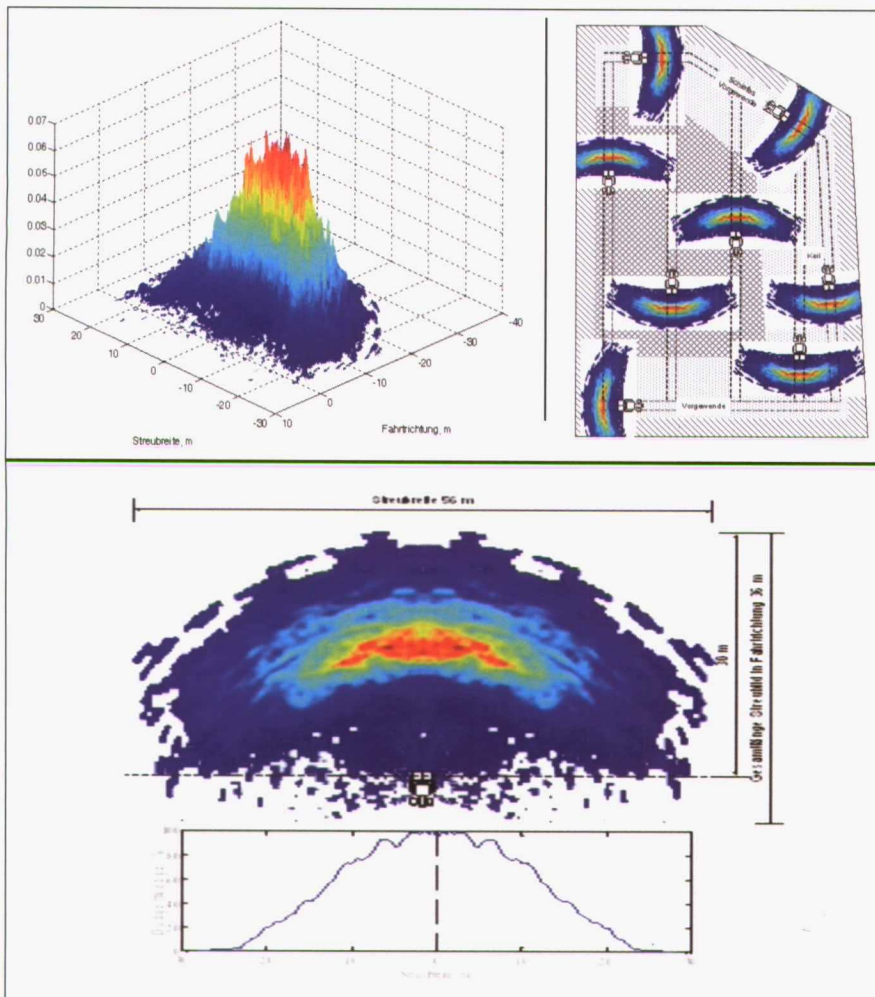 0.07
0.06
0.05
0.04
0.03
0.02
0.01
0
30
20
10
0
-10
-20
-30
10
0
-10
-20
-30
-40
Streubreite, m
Fahrtrichtung, m
Schiefes
Vorgewende
Keil
Vorgewende
Streubreite 56 m
30 m
Gesamtlänge Streubild in Fahrtrichtung 36 m